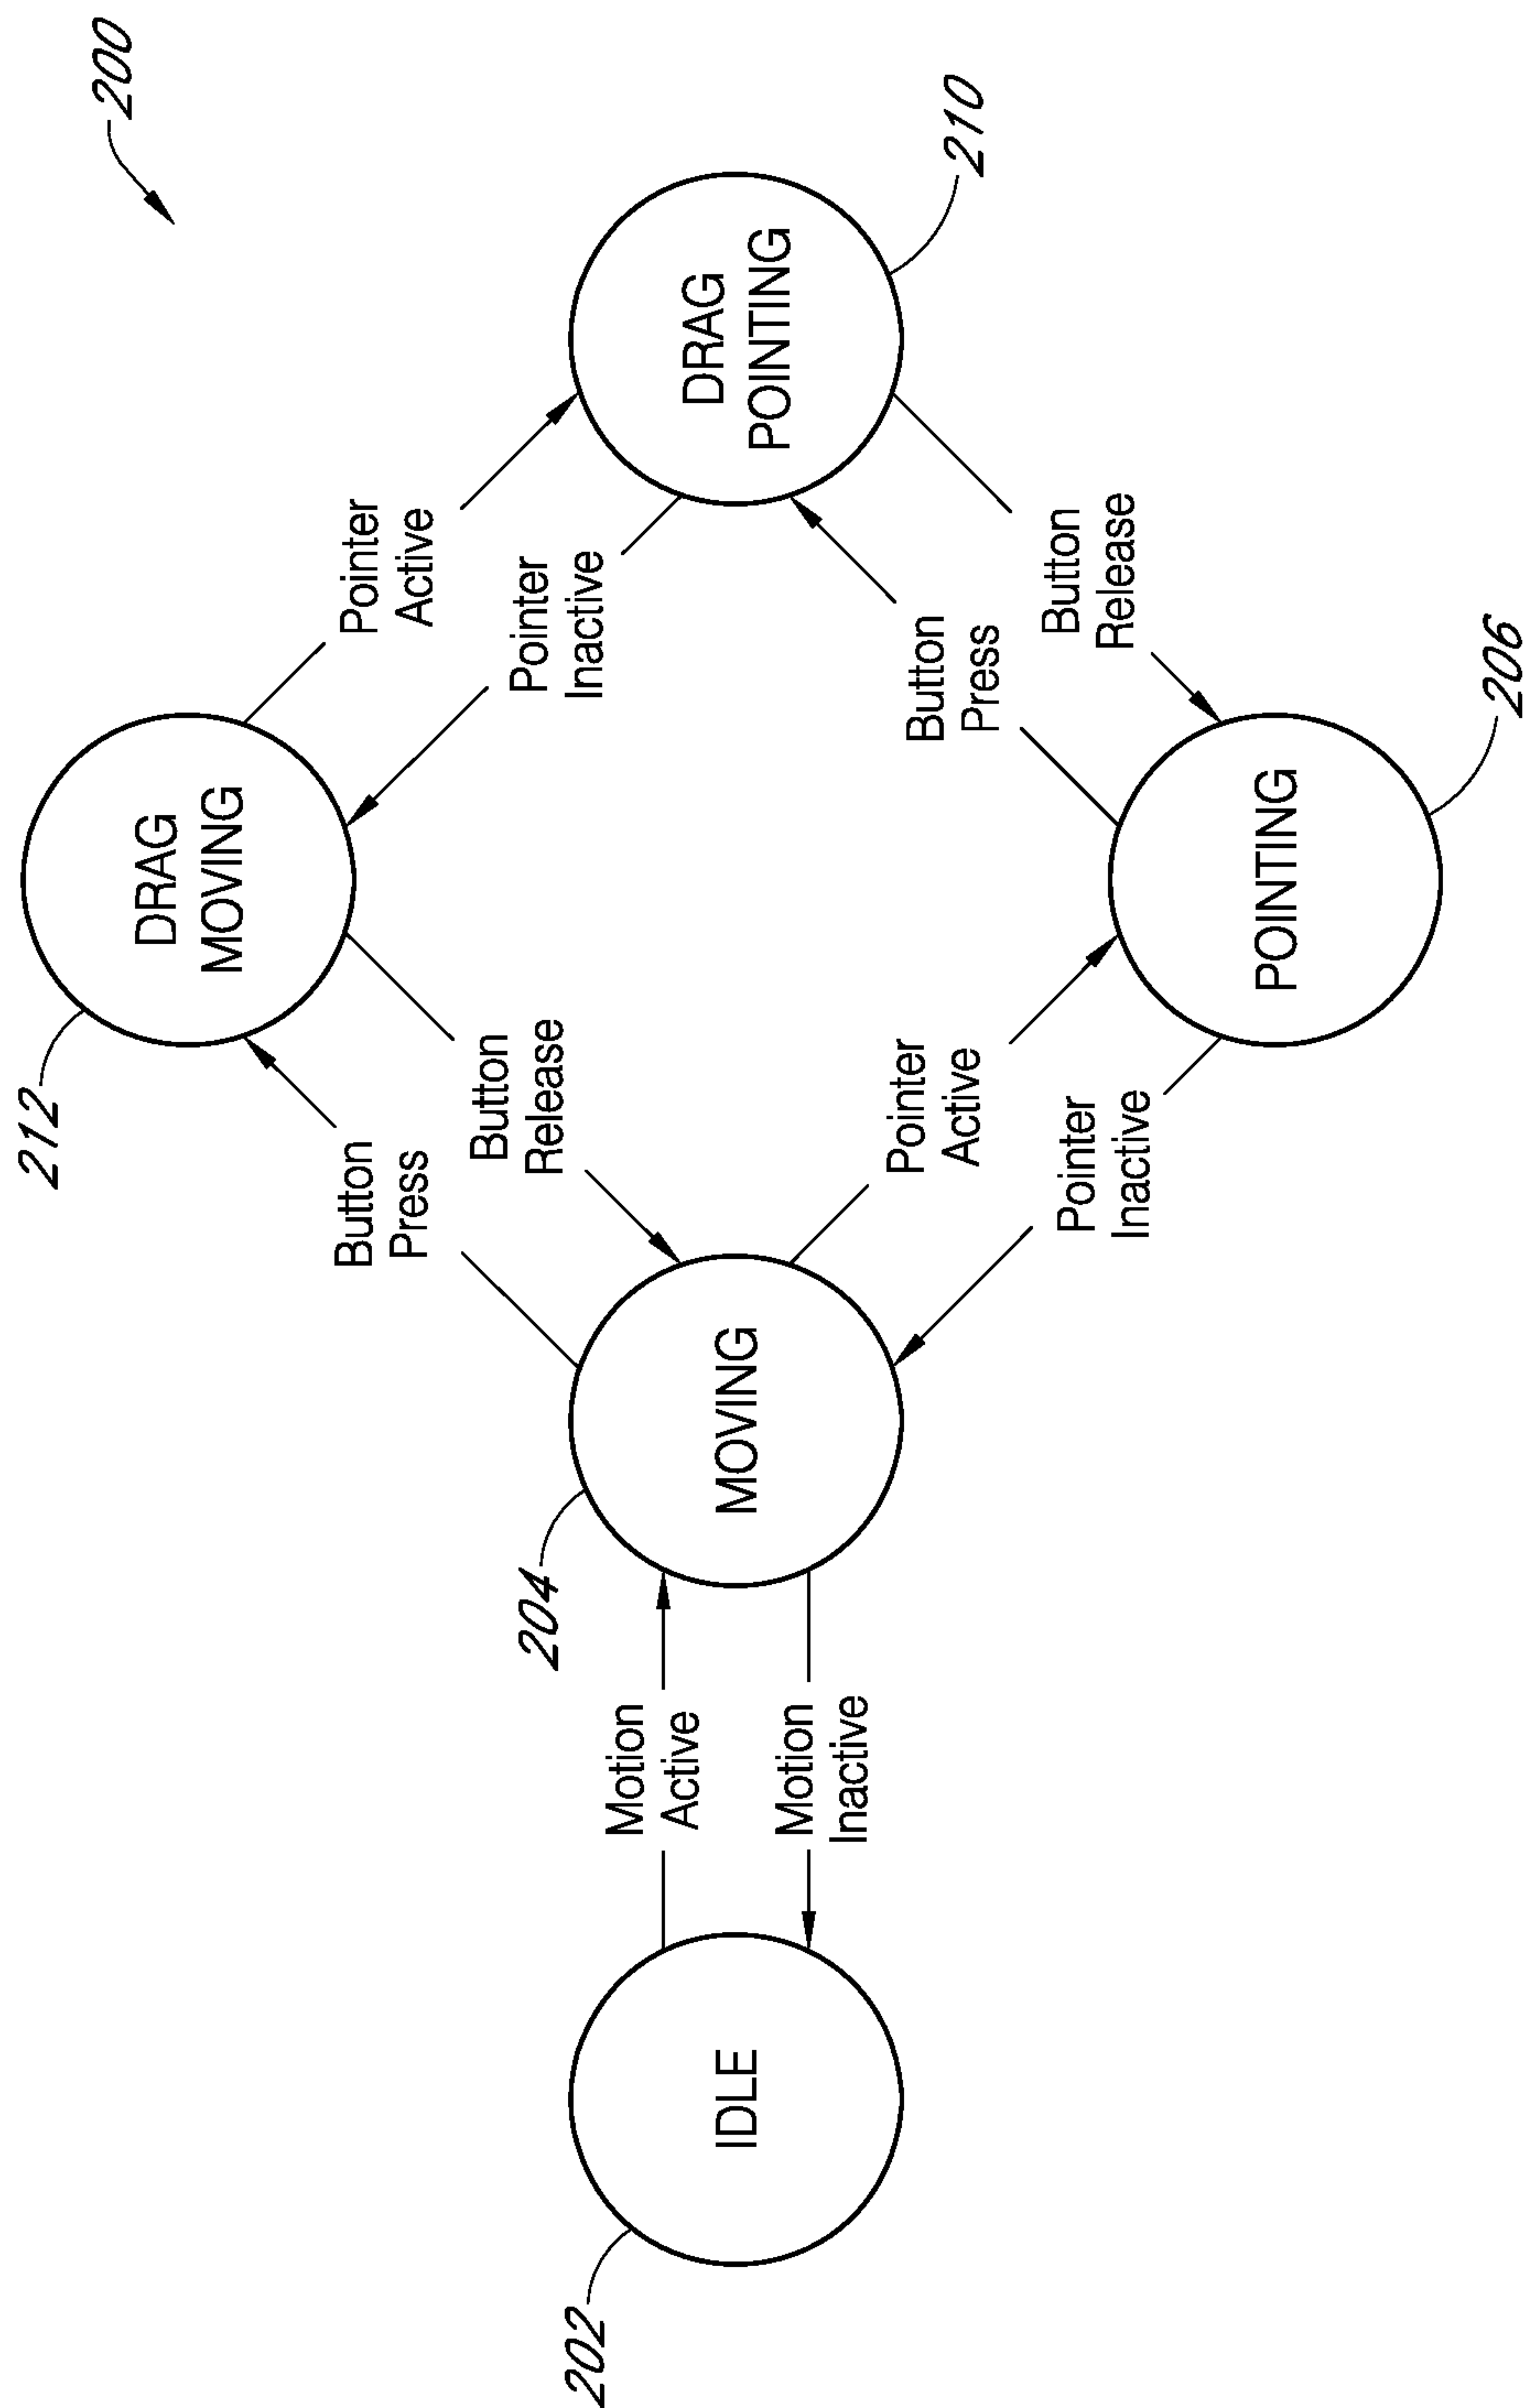 200
212
DRAG
MOVING
Button
Press
Button
Release
Pointer
Active
Pointer
Inactive
202
IDLE
Motion
Active
Motion
Inactive
204
MOVING
DRAG
POINTING
210
Pointer
Active
Pointer
Inactive
Button
Press
Button
Release
POINTING
206